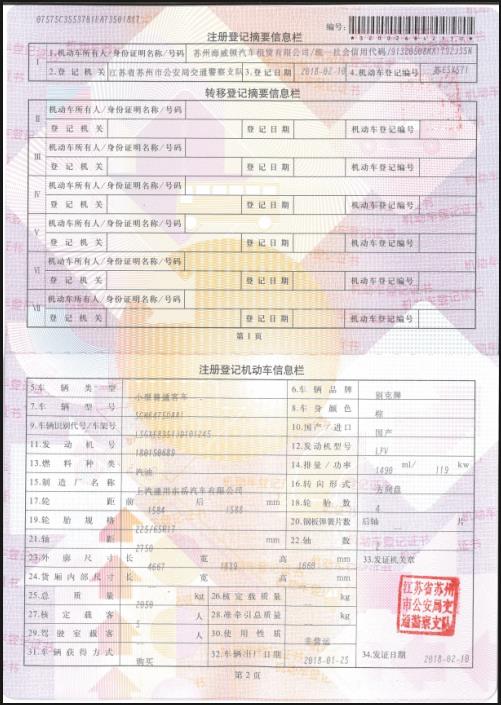 注册登记摘要信息栏
编号:
I 1.机动车所有人/身份证明名称/号码 苏州海威顿汽车租赁有限公司/统一社会信用代码/
2.登记机关 江苏省苏州市公安局交通警察支队 3.登记日期 2018-02-10 4.机动车登记编号
转移登记摘要信息栏
II 机动车所有人/身份证明名称/号码
登记机关 登记日期 机动车登记编号
III 机动车所有人/身份证明名称/号码
登记机关 登记日期 机动车登记编号
IV 机动车所有人/身份证明名称/号码
登记机关 登记日期 机动车登记编号
V 机动车所有人/身份证明名称/号码
登记机关 登记日期 机动车登记编号
VI 机动车所有人/身份证明名称/号码
登记机关 登记日期 机动车登记编号
VII 机动车所有人/身份证明名称/号码
登记机关 登记日期 机动车登记编号
第1页
注册登记机动车信息栏
5.车辆类型 小型普通客车 6.车辆品牌 别克牌
7.车辆型号 8.车身颜色 棕
9.车辆识别代号/车架号 10.国产/进口 国产
11.发动机号 180150689 12.发动机型号 LFV
13.燃料种类 汽油 14.排量/功率 1490 ml/ 119 kw
15.制造厂名称 上汽通用东岳汽车有限公司 16.转向形式 方向盘
17.轮距 前 1584 后 1588 mm 18.轮胎数 4
19.轮胎规格 225/65R17 20.钢板弹簧片数 后轴 片
21.轴距 2750 mm 22.轴数
23.外廓尺寸 长 4667 宽 1839 高 1668 mm 33.发证机关章
24.货厢内部尺寸 长 宽 高 mm
25.总质量 2050 kg 26.核定载质量 kg
27.核定载客 5 人 28.准牵引总质量 kg
29.驾驶室载客 人 30.使用性质 非营运
31.车辆获得方式 购买 32.车辆出厂日期 2018-01-25 34.发证日期 2018-02-10
江苏省苏州
市公安局交
通警察支队
第2页